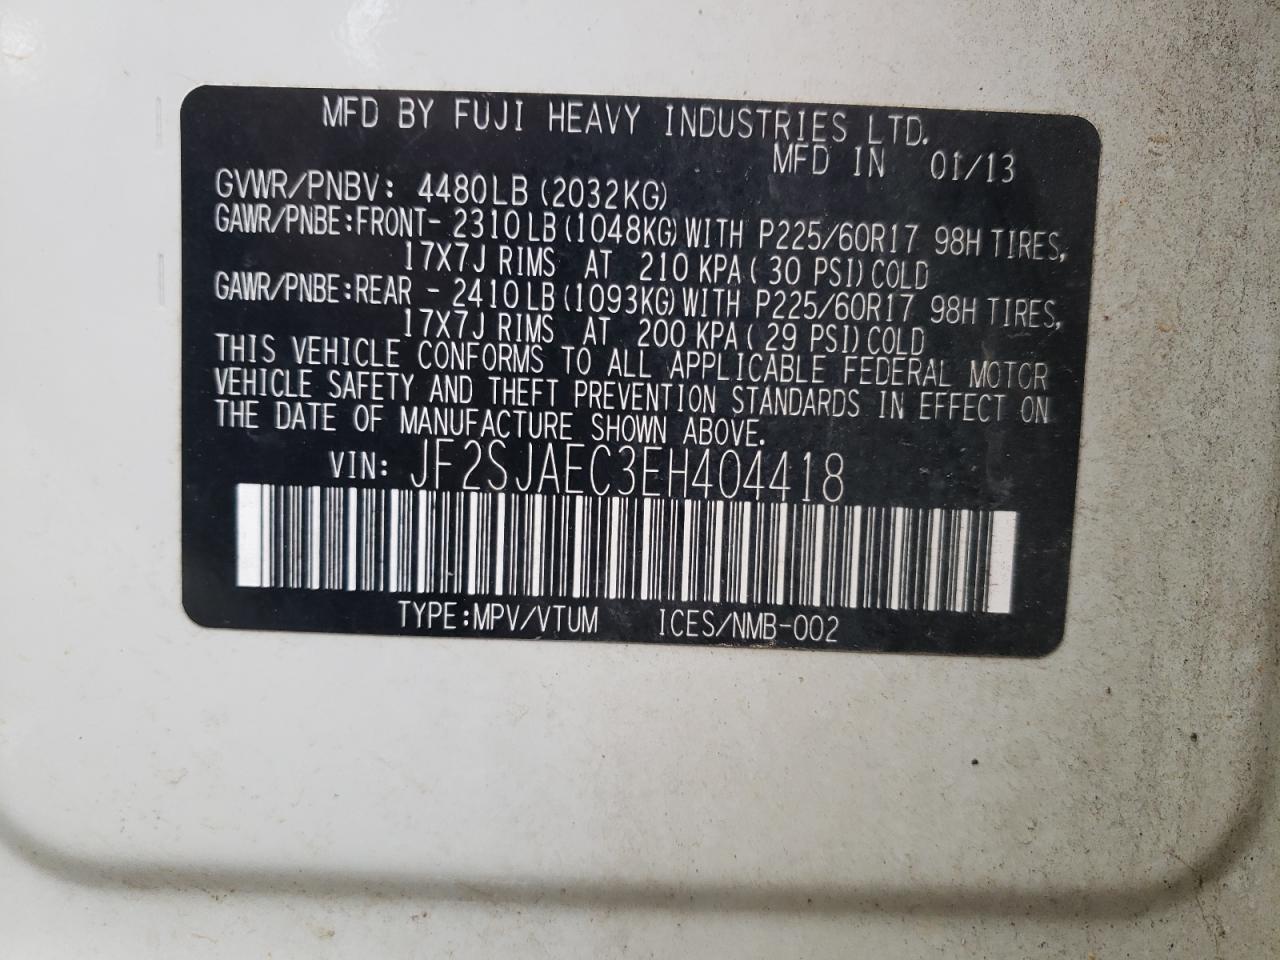 MFD BY FUJI HEAVY INDUSTRIES LTD.
MFD IN 01/13
GVWR/PNBV: 4480LB (2032KG)
GAWR/PNBE:FRONT- 2310LB (1048KG) WITH P225/60R17 98H TIRES,
17X7J RIMS AT 210 KPA ( 30 PSI) COLD
GAWR/PNBE:REAR - 2410LB (1093KG) WITH P225/60R17 98H TIRES,
17X7J RIMS AT 200 KPA ( 29 PSI) COLD
THIS VEHICLE CONFORMS TO ALL APPLICABLE FEDERAL MOTOR
VEHICLE SAFETY AND THEFT PREVENTION STANDARDS IN EFFECT ON
THE DATE OF MANUFACTURE SHOWN ABOVE.
VIN: JF2SJAEC3EH404418
TYPE:MPV/VTUM ICES/NMB-002